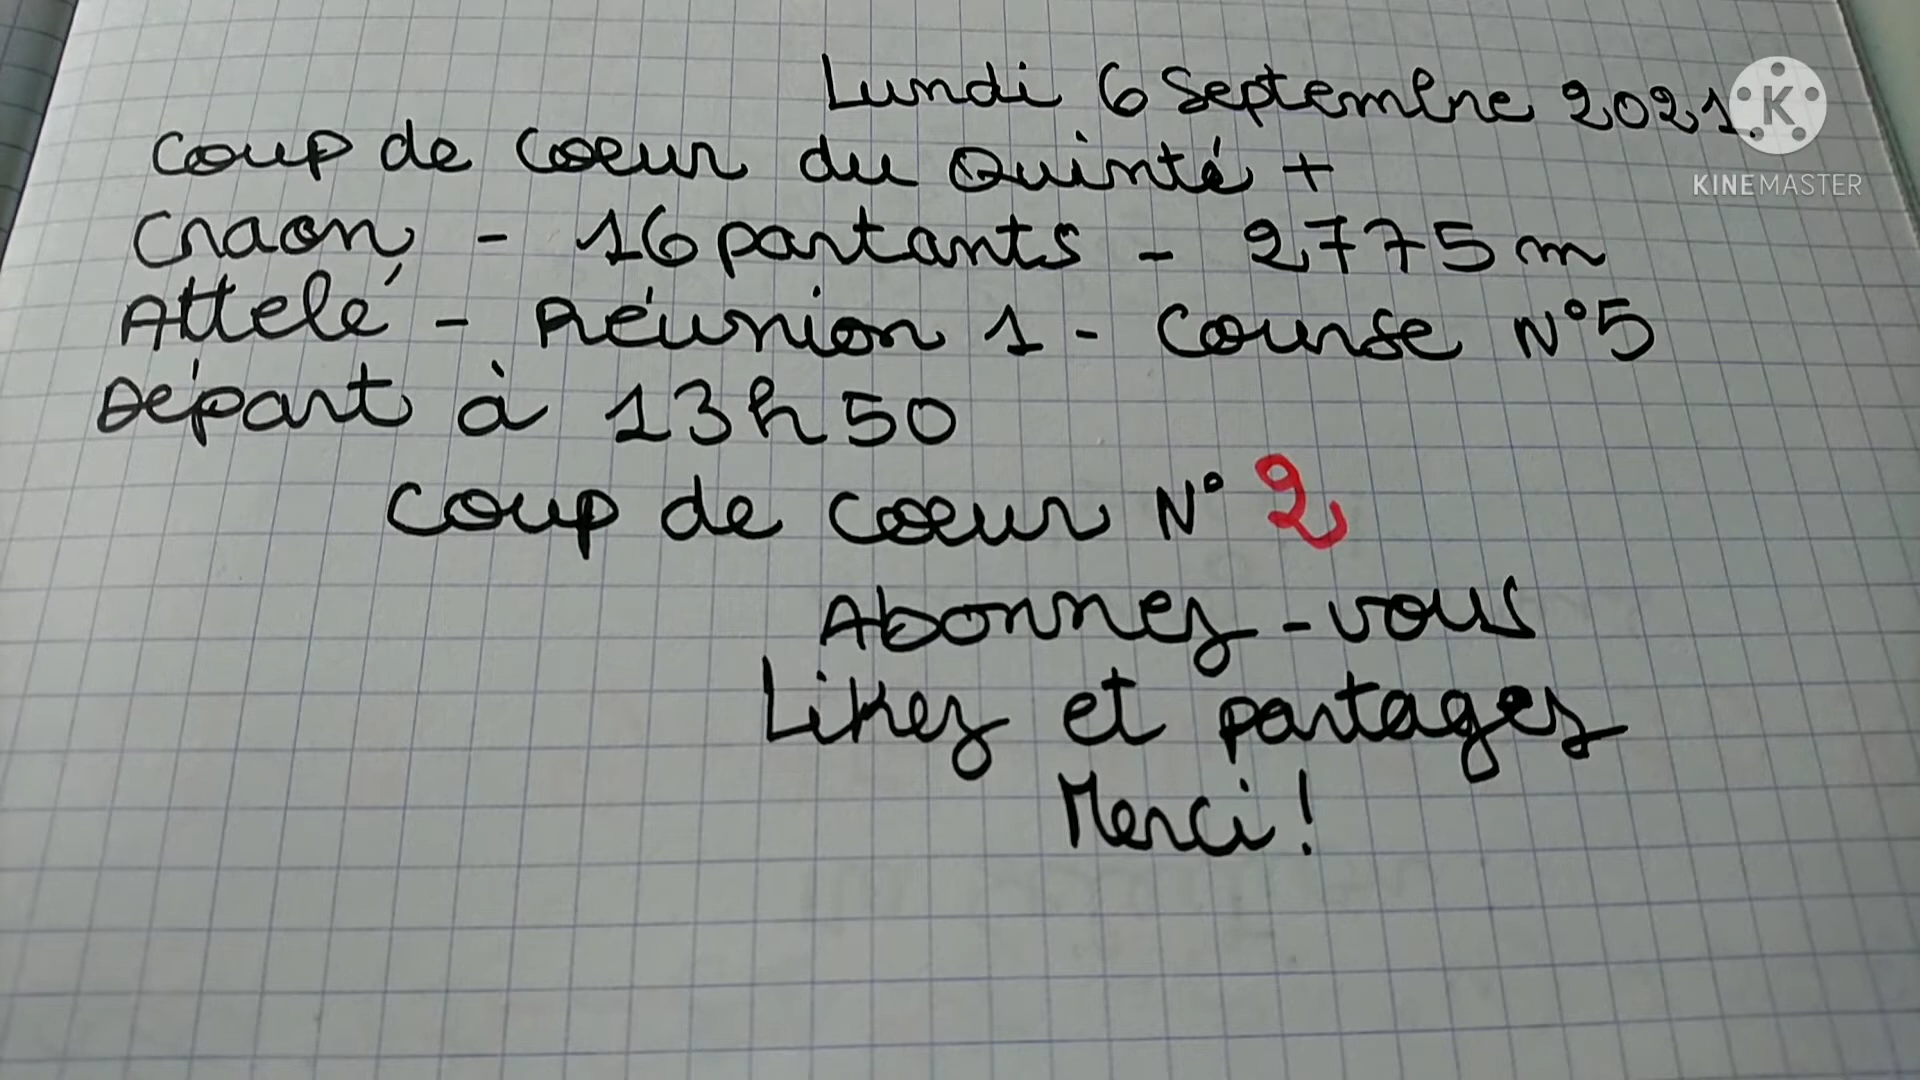 Lundi 6 Septembre 2021.
Coup de coeur du Quinté +
Craon - 16 partants - 2775 m
Attelé - Réunion 1 - Course N°5
Départ à 13h50
Coup de coeur N° 2
Abonnez-vous
Likez et partagez
Merci !
K
KINEMASTER